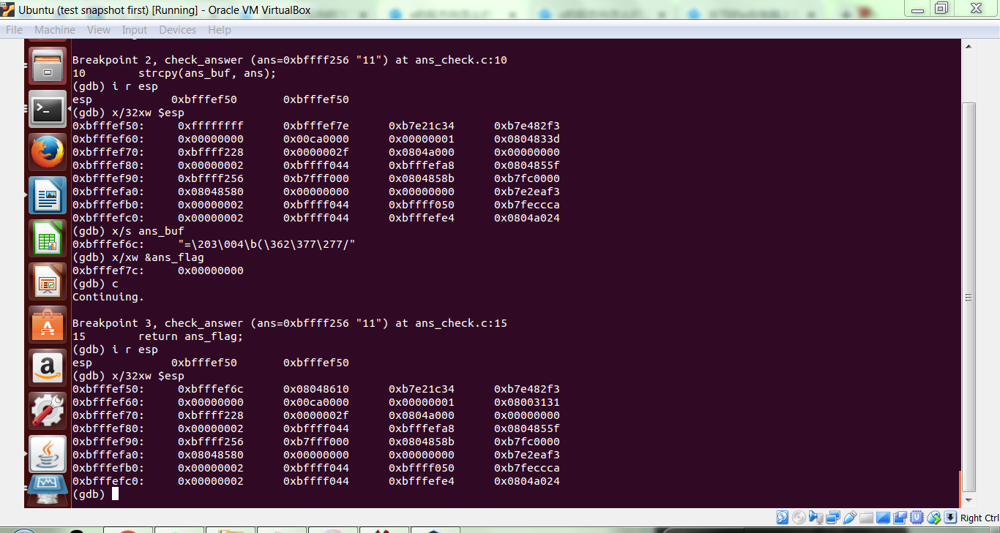 Ubuntu (test snapshot first) [Running] - Oracle VM VirtualBox
File Machine View Input Devices Help
Breakpoint 2, check_answer (ans=0xbffff256 "11") at ans_check.c:10
10 strcpy(ans_buf, ans);
(gdb) i r esp
esp 0xbfffef50 0xbfffef50
(gdb) x/32xw $esp
0xbfffef50: 0xffffffff 0xbfffef7e 0xb7e21c34 0xb7e482f3
0xbfffef60: 0x00000000 0x00ca0000 0x00000001 0x0804833d
0xbfffef70: 0xbffff228 0x0000002f 0x0804a000 0x00000000
0xbfffef80: 0x00000002 0xbffff044 0xbfffefa8 0x0804855f
0xbfffef90: 0xbffff256 0xb7fff000 0x0804858b 0xb7fc0000
0xbfffefa0: 0x08048580 0x00000000 0x00000000 0xb7e2eaf3
0xbfffefb0: 0x00000002 0xbffff044 0xbffff050 0xb7feccca
0xbfffefc0: 0x00000002 0xbffff044 0xbfffefe4 0x0804a024
(gdb) x/s ans_buf
0xbfffef6c: "=\203\004\b(\362\377\277/"
(gdb) x/xw &ans_flag
0xbfffef7c: 0x00000000
(gdb) c
Continuing.
Breakpoint 3, check_answer (ans=0xbffff256 "11") at ans_check.c:15
15 return ans_flag;
(gdb) i r esp
esp 0xbfffef50 0xbfffef50
(gdb) x/32xw $esp
0xbfffef50: 0xbfffef6c 0x08048610 0xb7e21c34 0xb7e482f3
0xbfffef60: 0x00000000 0x00ca0000 0x00000001 0x08003131
0xbfffef70: 0xbffff228 0x0000002f 0x0804a000 0x00000000
0xbfffef80: 0x00000002 0xbffff044 0xbfffefa8 0x0804855f
0xbfffef90: 0xbffff256 0xb7fff000 0x0804858b 0xb7fc0000
0xbfffefa0: 0x08048580 0x00000000 0x00000000 0xb7e2eaf3
0xbfffefb0: 0x00000002 0xbffff044 0xbffff050 0xb7feccca
0xbfffefc0: 0x00000002 0xbffff044 0xbfffefe4 0x0804a024
(gdb)
Right Ctrl